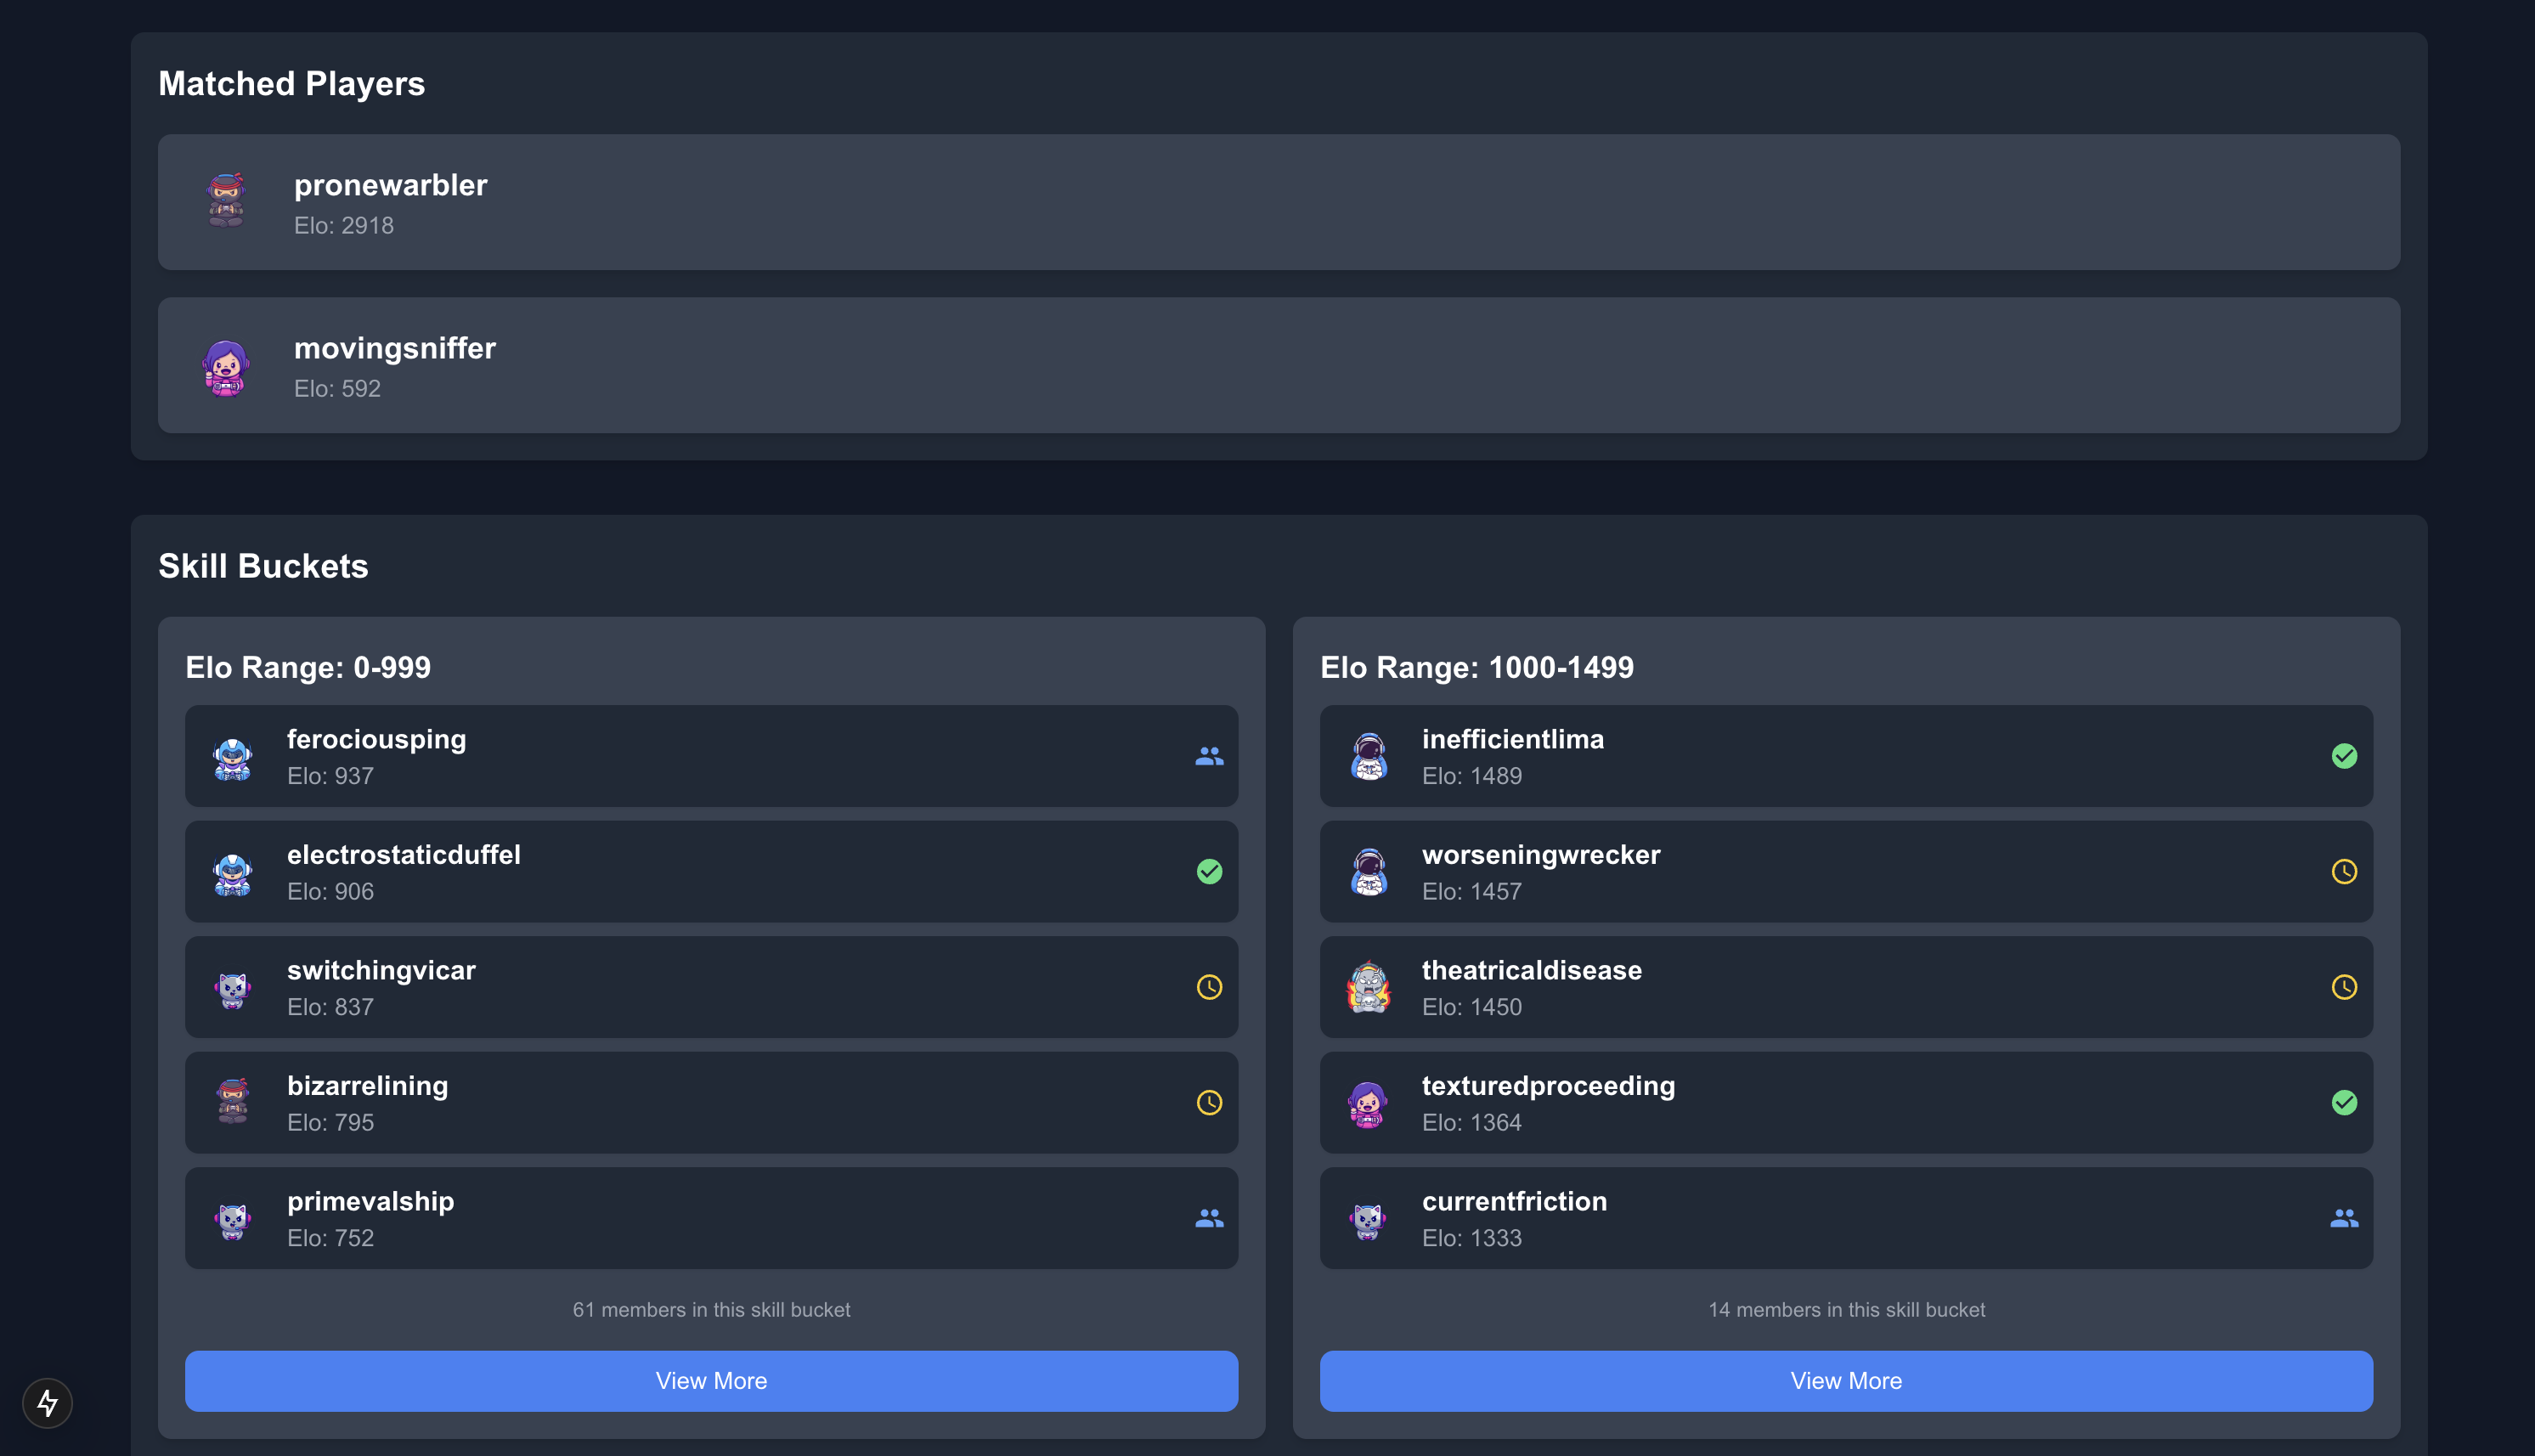 Matched Players
pronewarbler
Elo: 2918
movingsniffer
Elo: 592
Skill Buckets
Elo Range: 0-999
ferociousping
Elo: 937
electrostaticduffel
Elo: 906
switchingvicar
Elo: 837
bizarrelining
Elo: 795
primevalship
Elo: 752
61 members in this skill bucket
View More
Elo Range: 1000-1499
inefficientlima
Elo: 1489
worseningwrecker
Elo: 1457
theatricaldisease
Elo: 1450
texturedproceeding
Elo: 1364
currentfriction
Elo: 1333
14 members in this skill bucket
View More